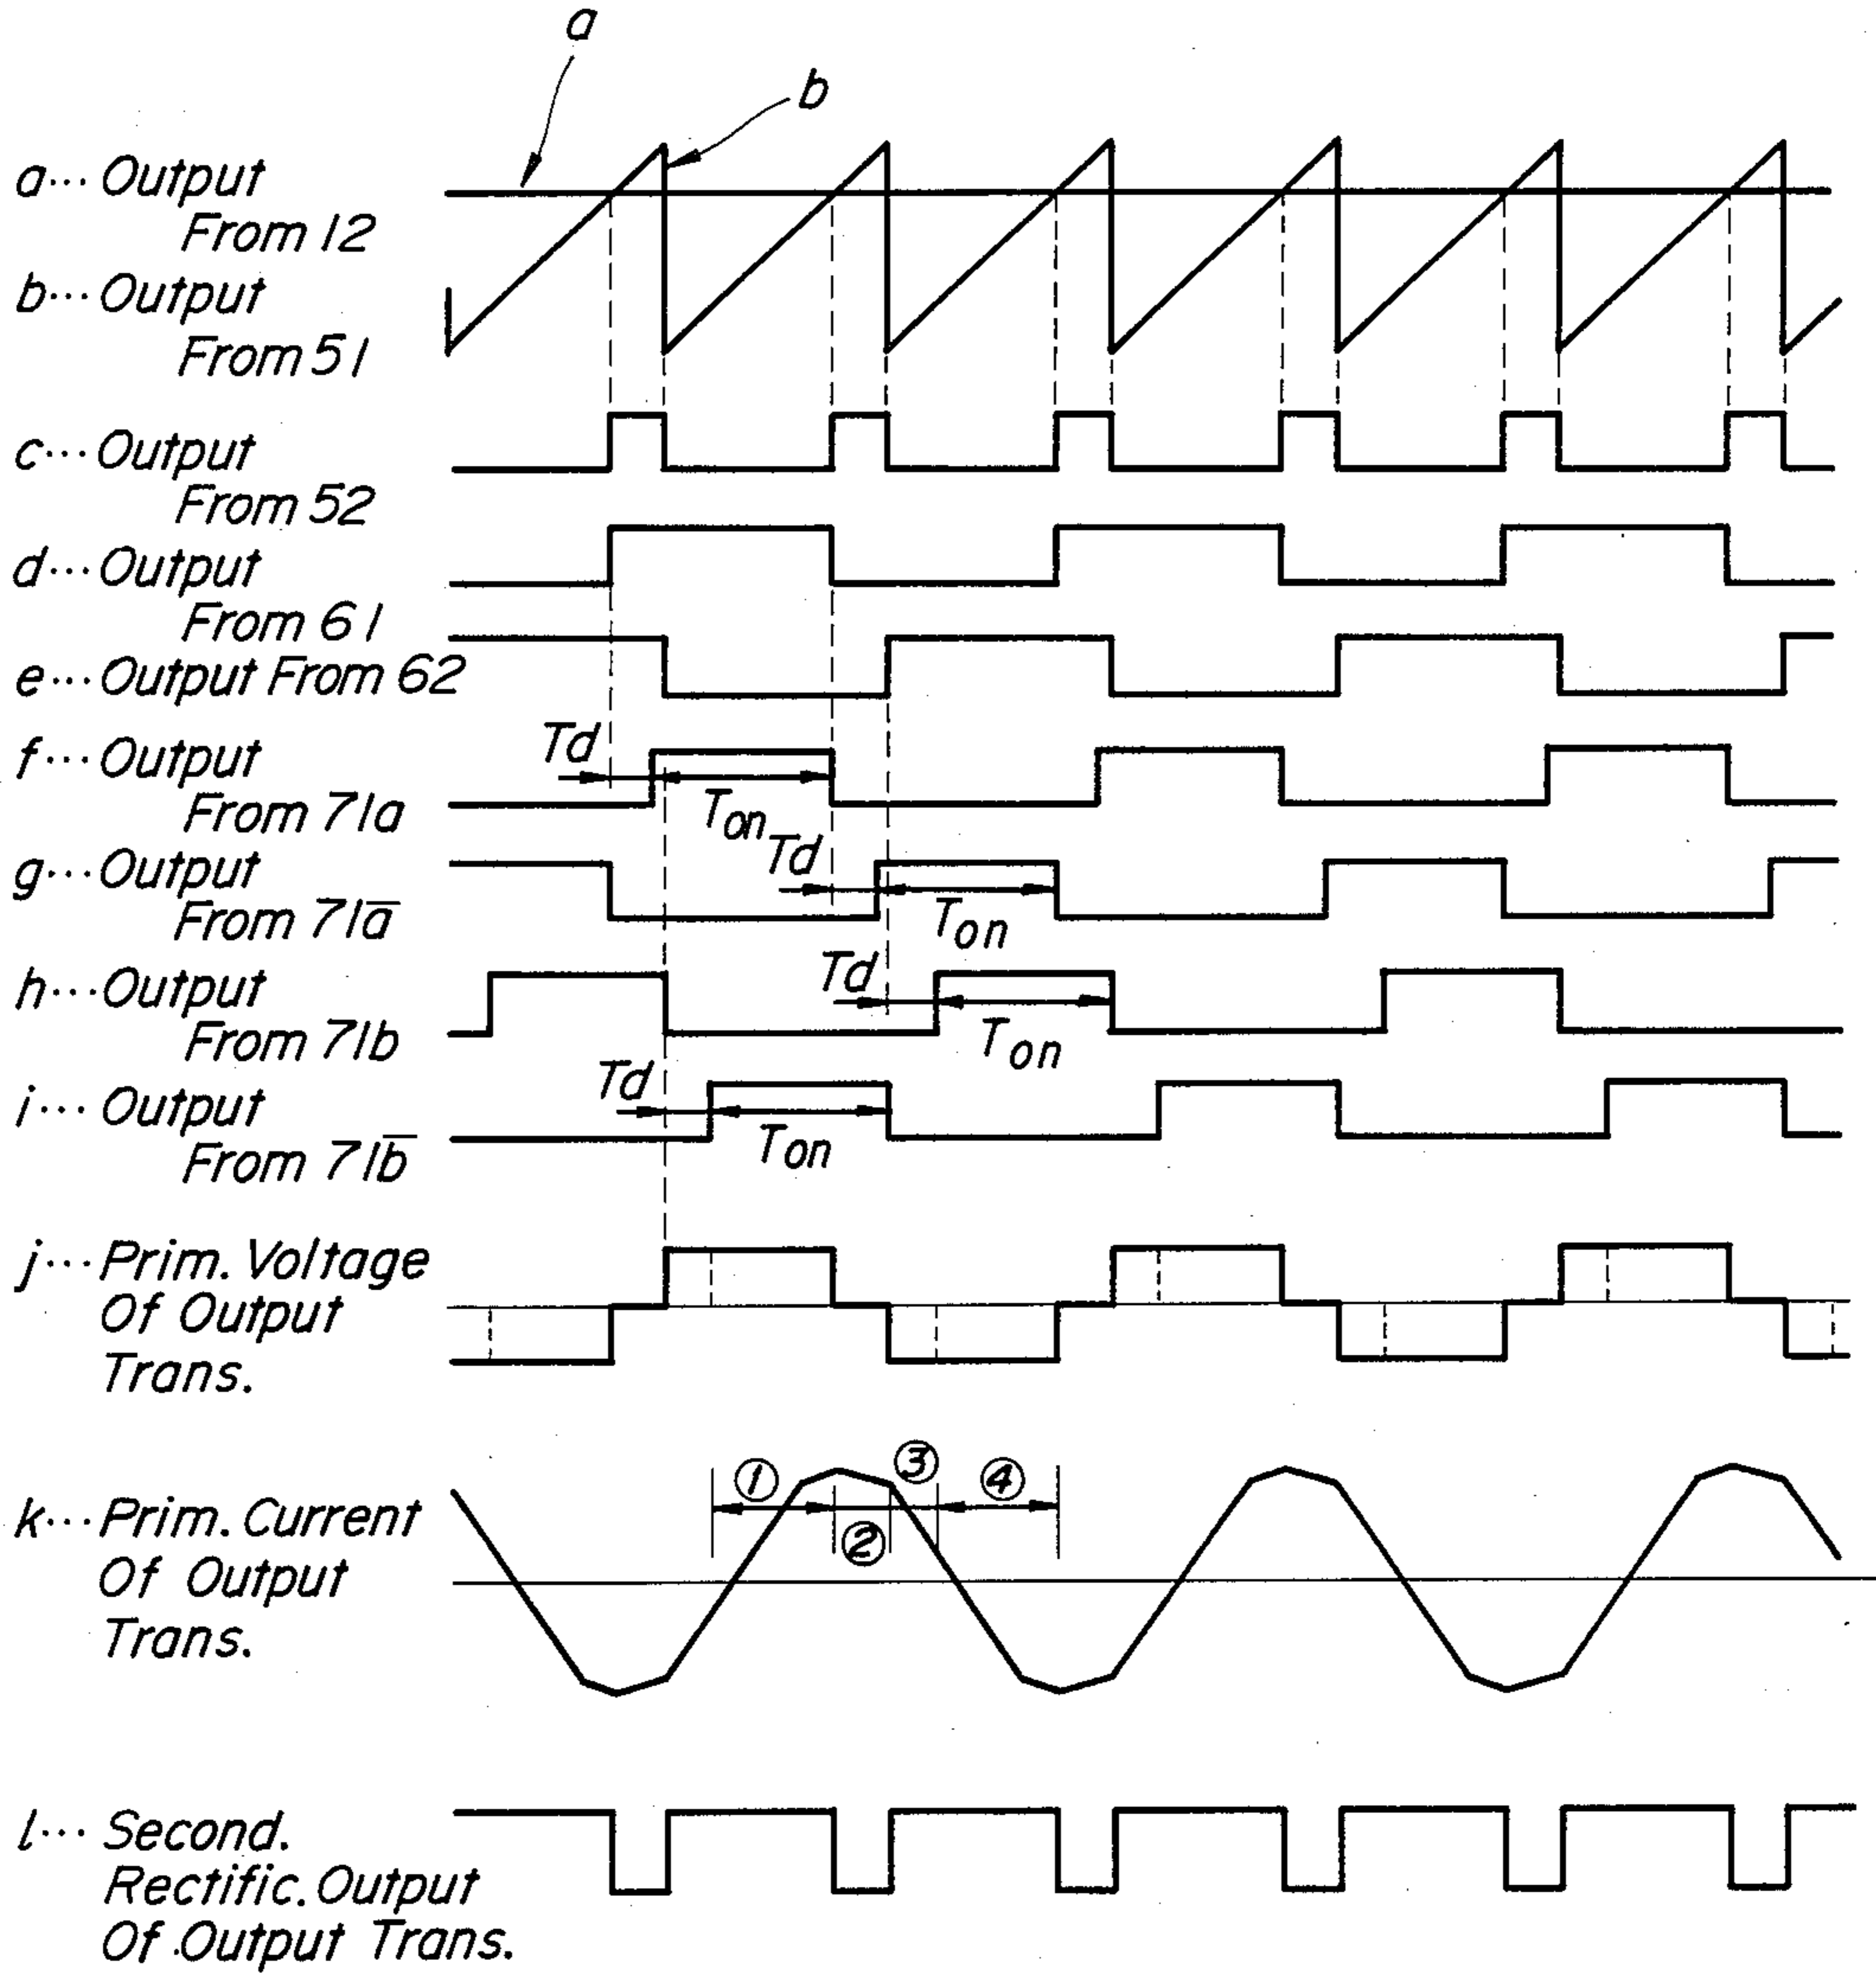 a
b
a··· Output
From 12
b··· Output
From 51
c··· Output
From 52
d··· Output
From 61
e··· Output From 62
f··· Output
From 71a
Td
Ton
g··· Output
From 71a̅
Td
Ton
h··· Output
From 71b
Td
Ton
i··· Output
From 71b̅
Td
Ton
j··· Prim. Voltage
Of Output
Trans.
k··· Prim. Current
Of Output
Trans.
① ② ③ ④
l··· Second.
Rectific. Output
Of Output Trans.